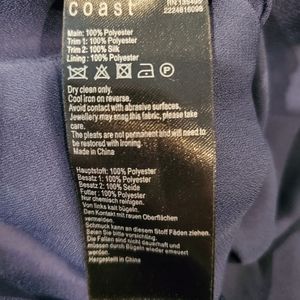 coast
Main: 100% Polyester
Trim 1: 100% Polyester
Trim 2: 100% Silk
Lining : 100% Polyester
Dry clean only.
Cool iron on reverse.
Avoid contact with abrasive surfaces.
Jewellery may snag this fabric, please take
care.
The pleats are not permanent and will need to
be restored with ironing.
Made in China
Hauptstoff: 100% Polyester
Besatz 1: 100% Polyester
Besatz 2: 100% Seide
Futter : 100% Polyester
Nur chemisch reinigen.
Von links kalt bügeln.
Den Kontakt mit reuen Oberflächen
vermeiden.
Schmuck kann an diesem Stoff Fäden ziehen,
Bitte vorsichtig.
Die Falten sind nicht dauerhaft und
müssen durch Bügeln wieder erneuert
Hergestellt in China